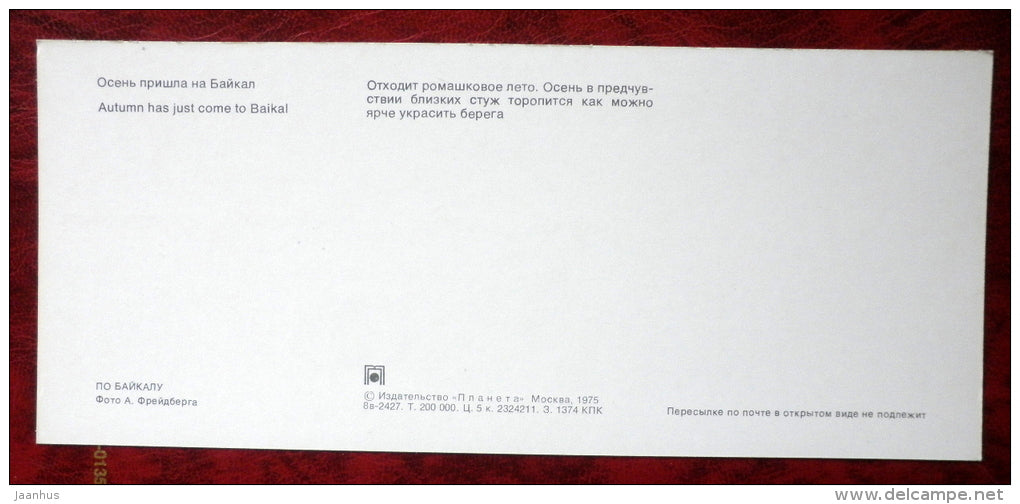 Осень пришла на Байкал
Autumn has just come to Baikal
Отходит ромашковое лето. Осень в предчув-
ствии близких стуж торопится как можно
ярче украсить берега
ПО БАЙКАЛУ
Фото А. Фрейдберга
© Издательство «Планета» Москва, 1975
8в-2427. Т. 200 000. Ц. 5 к. 2324211. З. 1374 КПК
Пересылке по почте в открытом виде не подлежит
-0135
jaanhus
www.delcampe.net